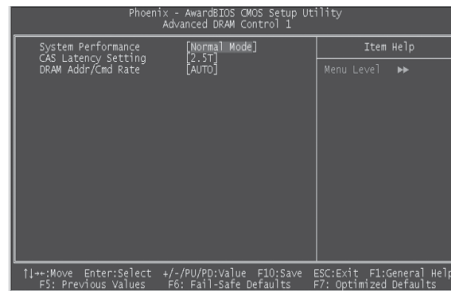 Phoenix - AwardBIOS CMOS Setup Utility
Advanced DRAM Control 1
System Performance [Normal Mode]
CAS Latency Setting [2.5T]
DRAM Addr/Cmd Rate [AUTO]
Item Help
Menu Level ►►
↑↓→←:Move Enter:Select +/-/PU/PD:Value F10:Save ESC:Exit F1:General Help
F5: Previous Values F6: Fail-Safe Defaults F7: Optimized Defaults